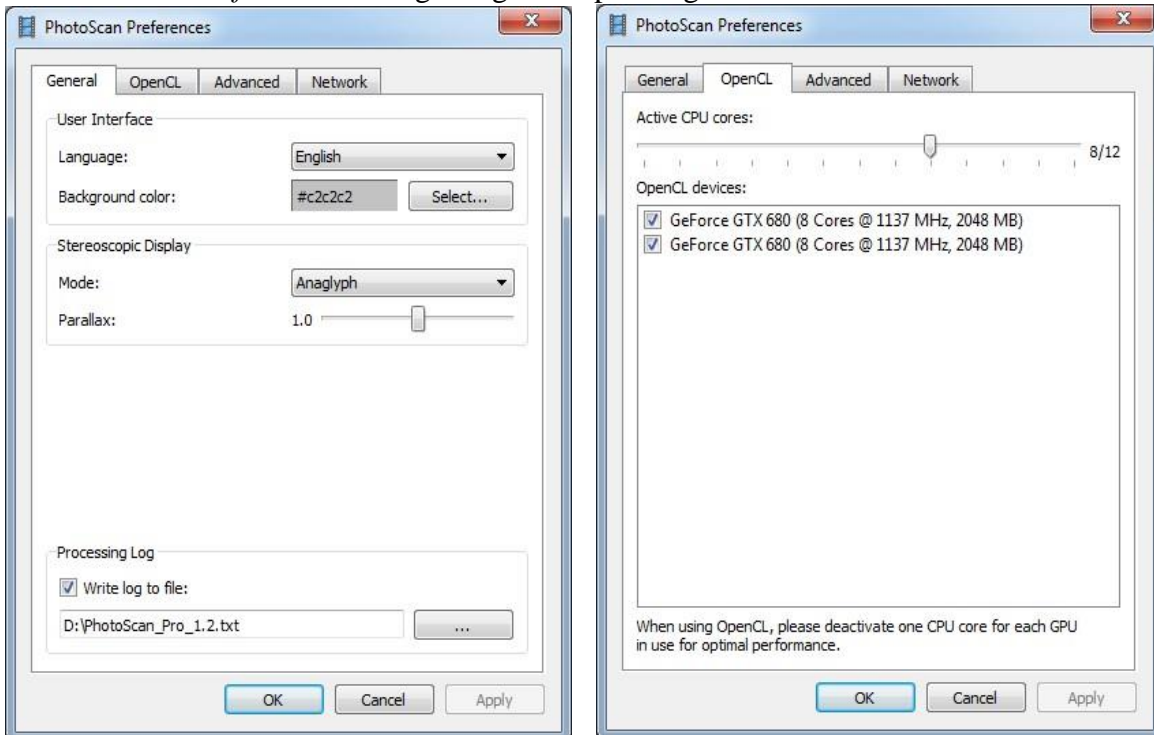 PhotoScan Preferences
General OpenCL Advanced Network
User Interface
Language: English
Background color: #c2c2c2 Select...
Stereoscopic Display
Mode: Anaglyph
Parallax: 1.0
Processing Log
Write log to file:
D:\PhotoScan_Pro_1.2.txt ...
OK Cancel Apply
PhotoScan Preferences
General OpenCL Advanced Network
Active CPU cores:
8/12
OpenCL devices:
GeForce GTX 680 (8 Cores @ 1137 MHz, 2048 MB)
GeForce GTX 680 (8 Cores @ 1137 MHz, 2048 MB)
When using OpenCL, please deactivate one CPU core for each GPU
in use for optimal performance.
OK Cancel Apply